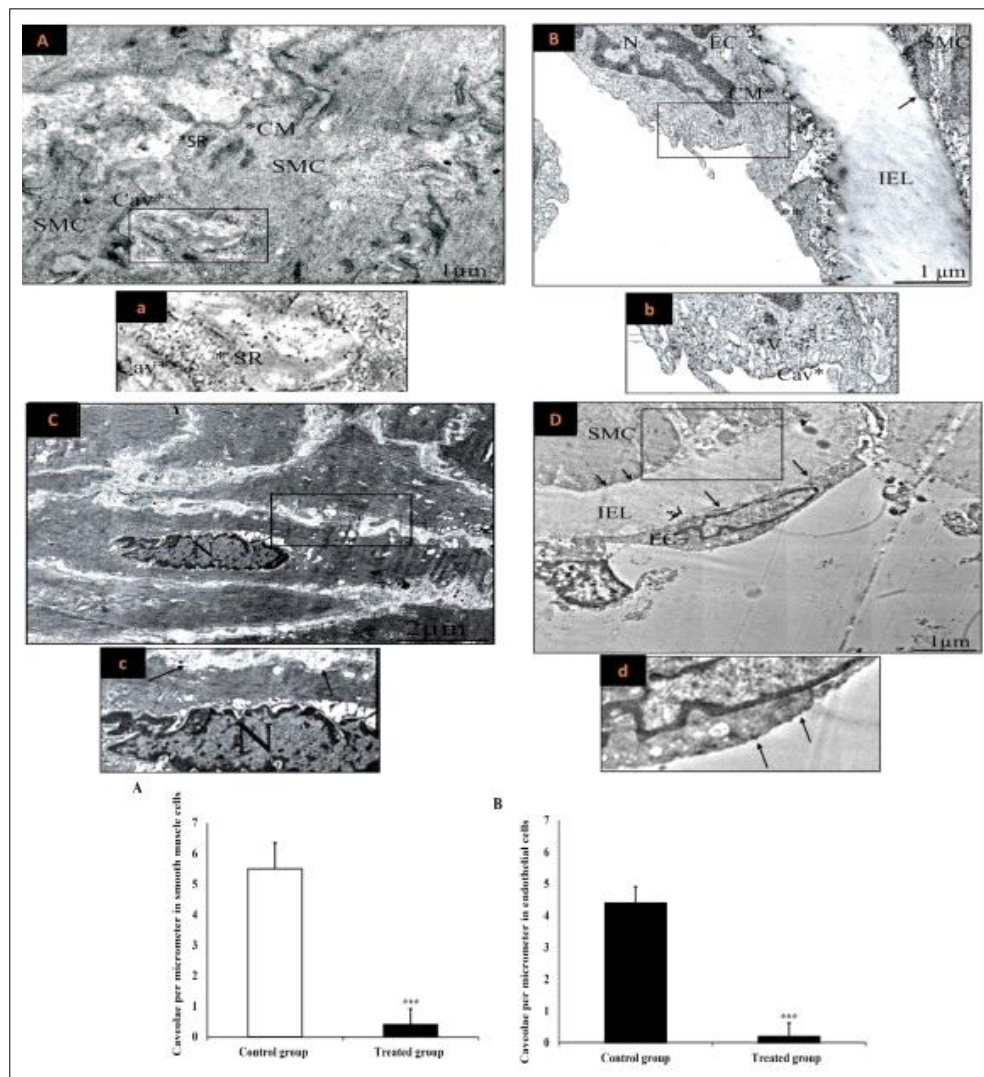 A
*SR
*CM
SMC
Cav*
SMC
1µm
B
N
EC
SMC
CM*
IEL
1 µm
a
Cav*
* SR
b
V
Cav*
C
N
2µm
D
SMC
IEL
EC
1µm
c
N
d
A
Caveolae per micrometer in smooth muscle cells
7
6
5
4
3
2
1
0
***
Control group
Treated group
B
Caveolae per micrometer in endothelial cells
7
6
5
4
3
2
1
0
***
Control group
Treated group